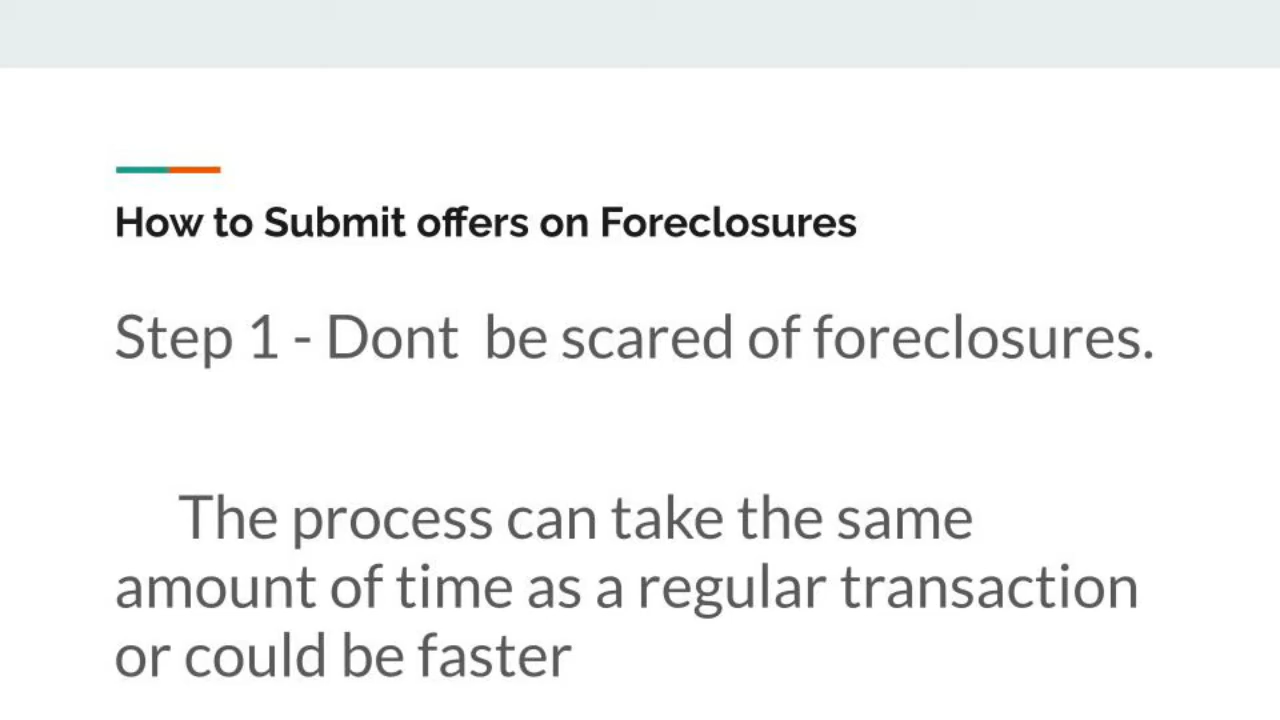 How to Submit offers on Foreclosures
Step 1 - Dont  be scared of foreclosures.
The process can take the same
amount of time as a regular transaction
or could be faster